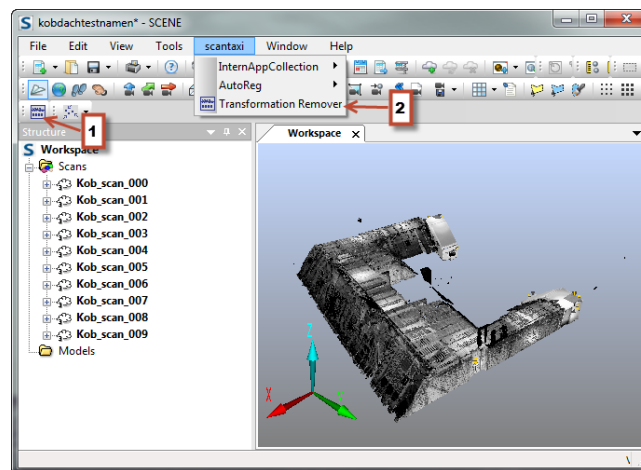 S kobdachtestnamen* - SCENE
File Edit View Tools scantaxi Window Help
InternAppCollection
AutoReg
Transformation Remover
2
1
Structure
Workspace x
S Workspace
Scans
Kob_scan_000
Kob_scan_001
Kob_scan_002
Kob_scan_003
Kob_scan_004
Kob_scan_005
Kob_scan_006
Kob_scan_007
Kob_scan_008
Kob_scan_009
Models
Z
X
Y